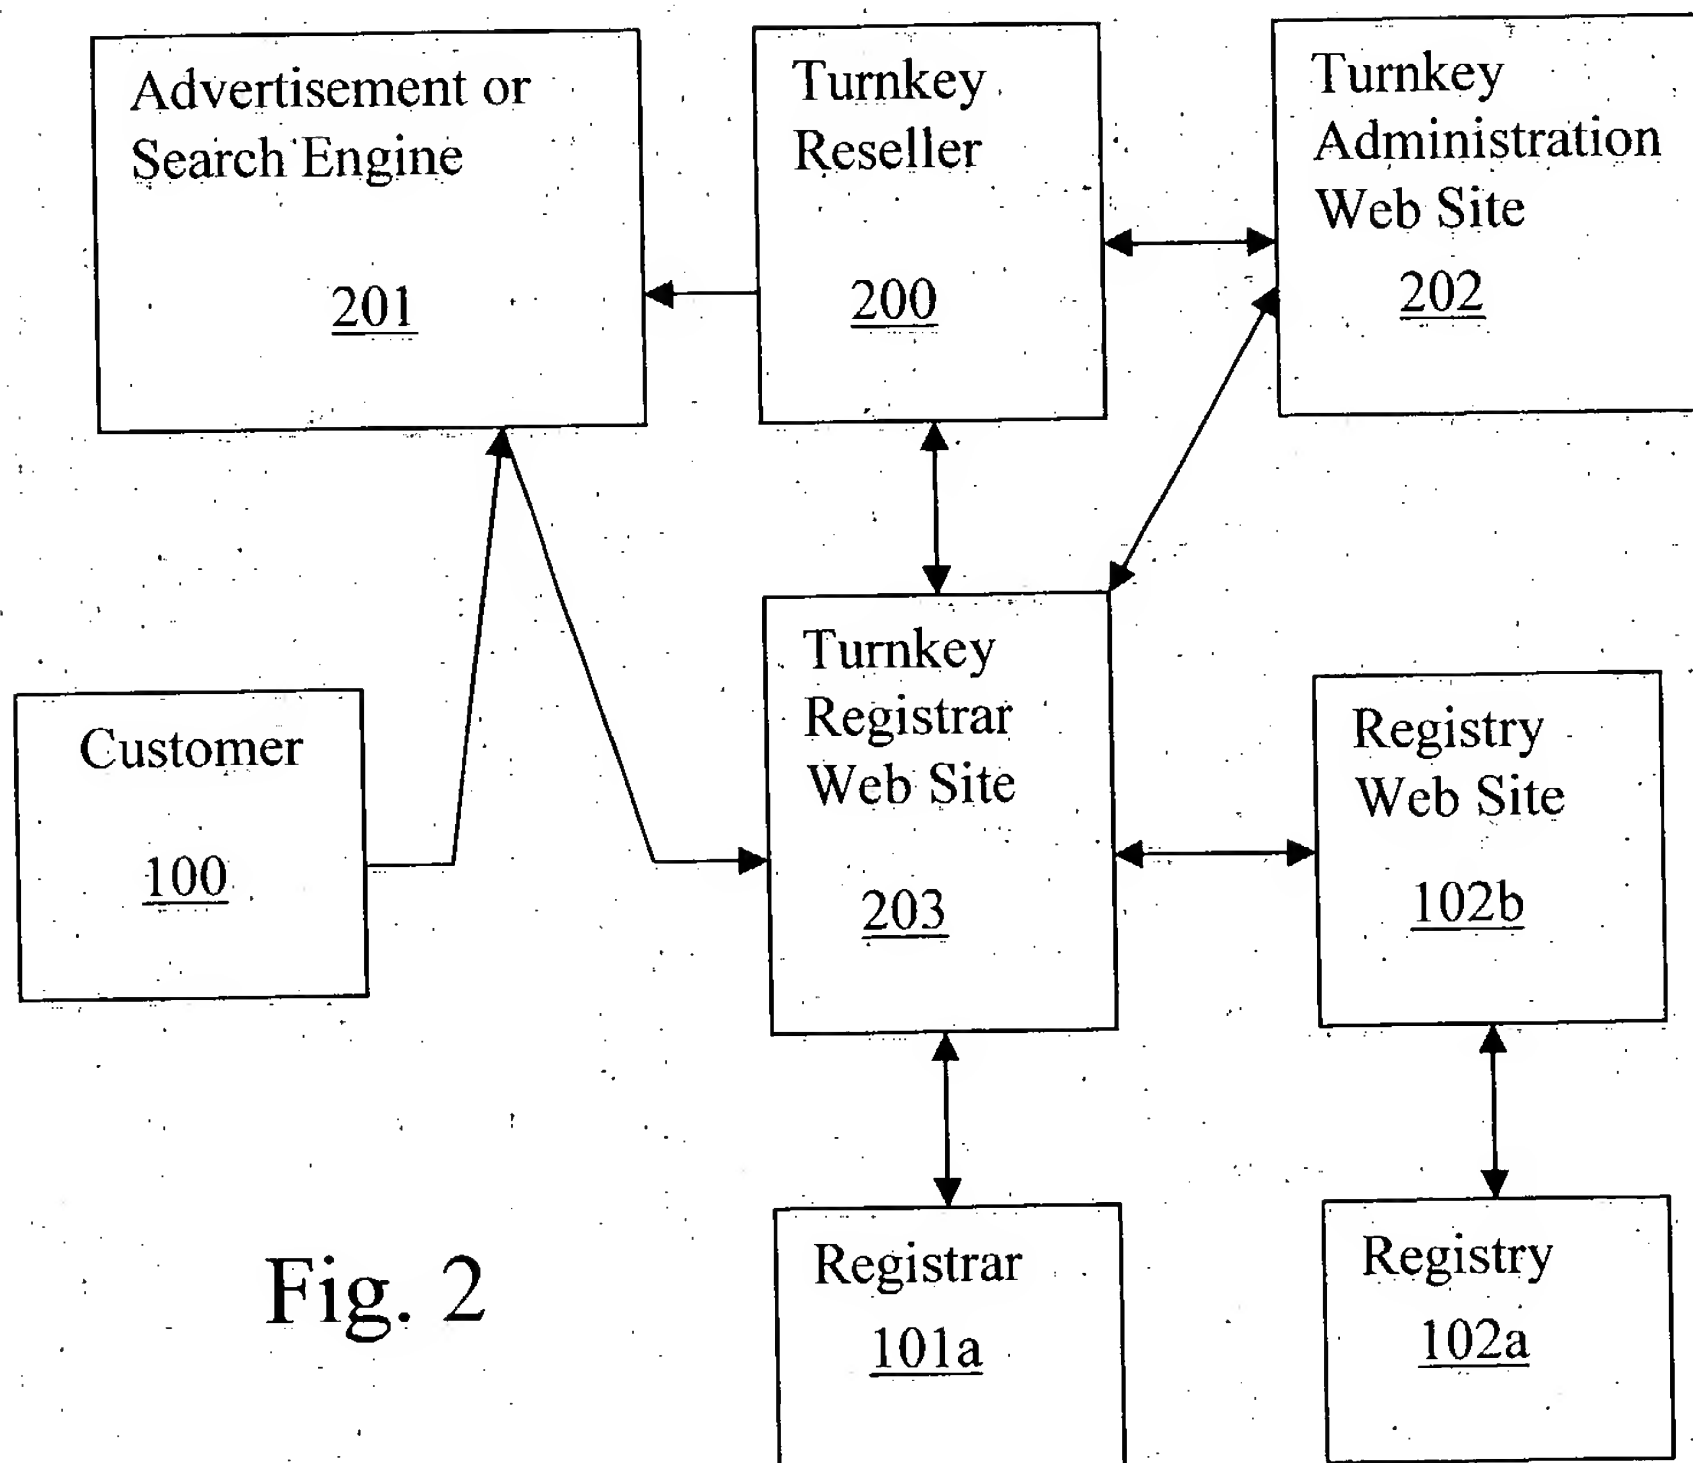 Advertisement or
Search Engine
201
Turnkey
Reseller
200
Turnkey
Administration
Web Site
202
Customer
100
Turnkey
Registrar
Web Site
203
Registry
Web Site
102b
Registrar
101a
Registry
102a
Fig. 2